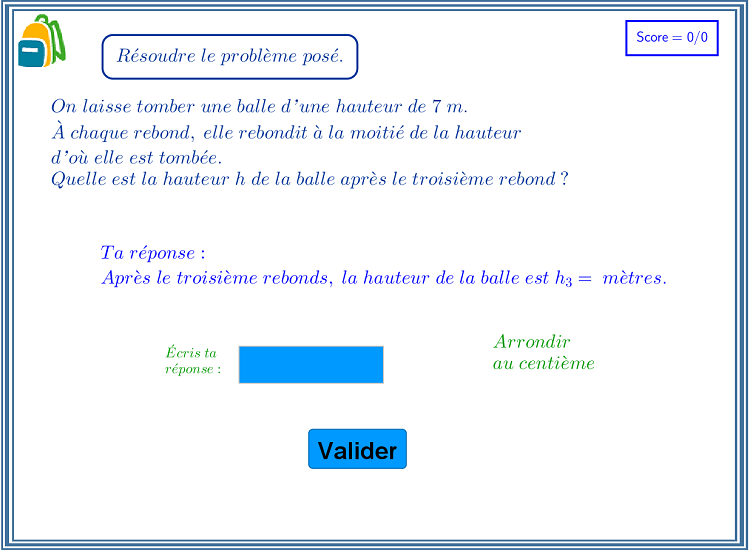 Résoudre le problème posé.
Score = 0/0
On laisse tomber une balle d'une hauteur de 7 m.
À chaque rebond, elle rebondit à la moitié de la hauteur
d'où elle est tombée.
Quelle est la hauteur h de la balle après le troisième rebond ?
Ta réponse :
Après le troisième rebonds, la hauteur de la balle est h₃ = mètres.
Écris ta
réponse :
Arrondir
au centième
Valider